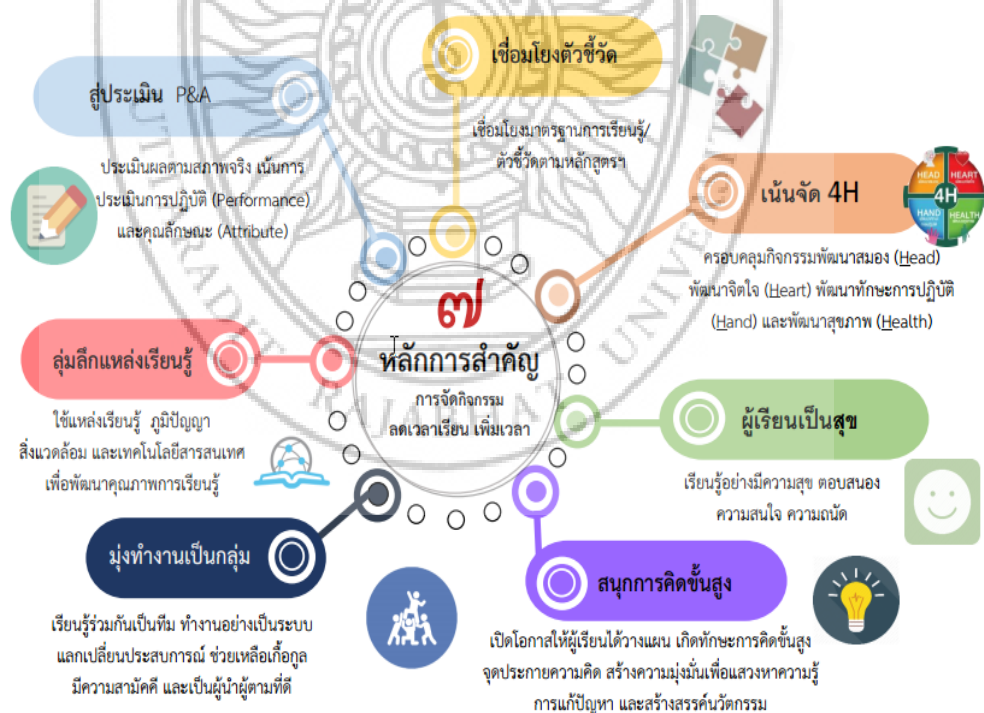 ๗
หลักการสำคัญ
การจัดกิจกรรม
ลดเวลาเรียน เพิ่มเวลา
เชื่อมโยงตัวชี้วัด
เชื่อมโยงมาตรฐานการเรียนรู้/
ตัวชี้วัดตามหลักสูตรฯ
เน้นจัด 4H
HEAD
HEART
4H
HAND
HEALTH
ครอบคลุมกิจกรรมพัฒนาสมอง (Head)
พัฒนาจิตใจ (Heart) พัฒนาทักษะการปฏิบัติ
(Hand) และพัฒนาสุขภาพ (Health)
ผู้เรียนเป็นสุข
เรียนรู้อย่างมีความสุข ตอบสนอง
ความสนใจ ความถนัด
สนุกการคิดขั้นสูง
เปิดโอกาสให้ผู้เรียนได้วางแผน เกิดทักษะการคิดขั้นสูง
จุดประกายความคิด สร้างความมุ่งมั่นเพื่อแสวงหาความรู้
การแก้ปัญหา และสร้างสรรค์นวัตกรรม
มุ่งทำงานเป็นกลุ่ม
เรียนรู้ร่วมกันเป็นทีม ทำงานอย่างเป็นระบบ
แลกเปลี่ยนประสบการณ์ ช่วยเหลือเกื้อกูล
มีความสามัคคี และเป็นผู้นำผู้ตามที่ดี
ลุ่มลึกแหล่งเรียนรู้
ใช้แหล่งเรียนรู้ ภูมิปัญญา
สิ่งแวดล้อม และเทคโนโลยีสารสนเทศ
เพื่อพัฒนาคุณภาพการเรียนรู้
สู่ประเมิน P&A
ประเมินผลตามสภาพจริง เน้นการ
ประเมินการปฏิบัติ (Performance)
และคุณลักษณะ (Attribute)